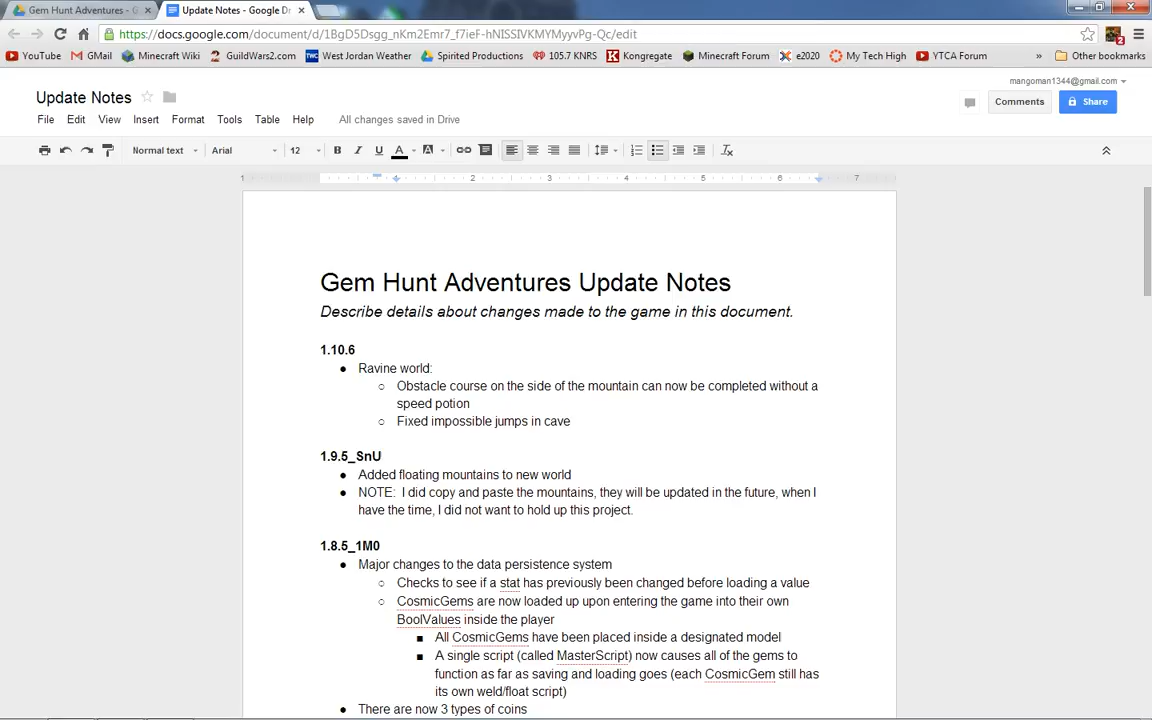 Gem Hunt Adventures - G
Update Notes - Google Dr
https://docs.google.com/document/d/1BgD5Dsgg_nKm2Emr7_f7ieF-hNISSIVKMYMyyvPg-Qc/edit
2
YouTube GMail Minecraft Wiki GuildWars2.com West Jordan Weather Spirited Productions 105.7 KNRS Kongregate Minecraft Forum e2020 My Tech High YTCA Forum » Other bookmarks
mangoman1344@gmail.com
Update Notes
Comments Share
File Edit View Insert Format Tools Table Help All changes saved in Drive
Normal text Arial 12 B I U A A
1 1 2 3 4 5 6 7
Gem Hunt Adventures Update Notes
Describe details about changes made to the game in this document.
1.10.6
● Ravine world:
○ Obstacle course on the side of the mountain can now be completed without a
speed potion
○ Fixed impossible jumps in cave
1.9.5_SnU
● Added floating mountains to new world
● NOTE: I did copy and paste the mountains, they will be updated in the future, when I
have the time, I did not want to hold up this project.
1.8.5_1M0
● Major changes to the data persistence system
○ Checks to see if a stat has previously been changed before loading a value
○ CosmicGems are now loaded up upon entering the game into their own
BoolValues inside the player
■ All CosmicGems have been placed inside a designated model
■ A single script (called MasterScript) now causes all of the gems to
function as far as saving and loading goes (each CosmicGem still has
its own weld/float script)
● There are now 3 types of coins